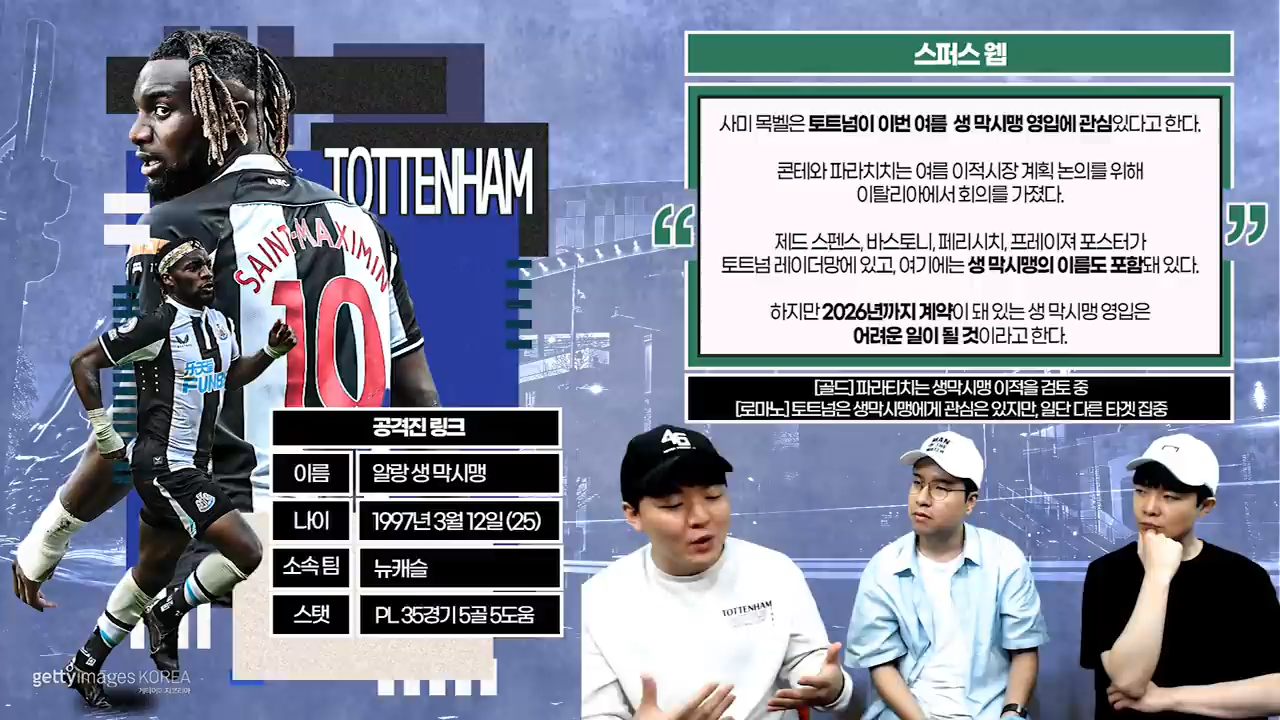 TOTTENHAM
SAINT-MAXIMIN
10
공격진 링크
이름 알랑 생 막시맹
나이 1997년 3월 12일 (25)
소속 팀 뉴캐슬
스탯 PL 35경기 5골 5도움
gettyimages KOREA
게티이미지코리아
스퍼스 웹
사미 목벨은 토트넘이 이번 여름 생 막시맹 영입에 관심있다고 한다.
콘테와 파라치치는 여름 이적시장 계획 논의를 위해
이탈리아에서 회의를 가졌다.
제드 스펜스, 바스토니, 페리시치, 프레이져 포스터가
토트넘 레이더망에 있고, 여기에는 생 막시맹의 이름도 포함돼 있다.
하지만 2026년까지 계약이 돼 있는 생 막시맹 영입은
어려운 일이 될 것이라고 한다.
[골드] 파라티치는 생막시맹 이적을 검토 중
[로마노] 토트넘은 생막시맹에게 관심은 있지만, 일단 다른 타겟 집중
46
MAN
TOTTENHAM